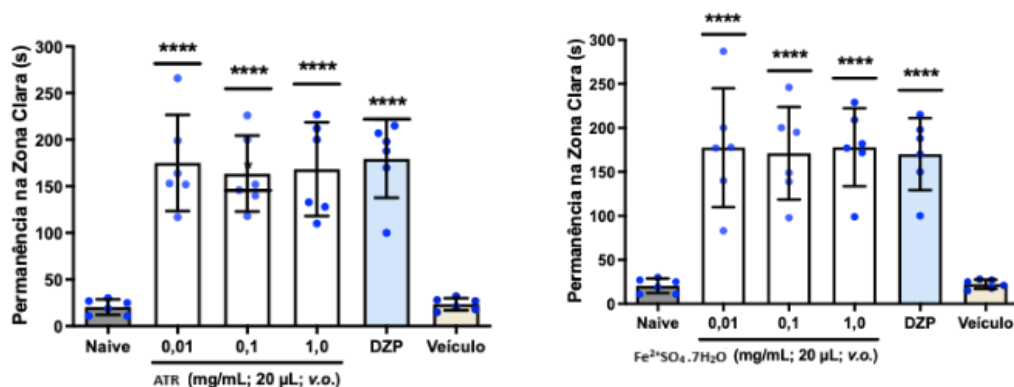 Permanência na Zona Clara (s)
300
250
200
150
100
50
0
****
****
****
****
Naive
0,01
0,1
1,0
DZP
Veículo
ATR (mg/mL; 20 µL; v.o.)
Permanência na Zona Clara (s)
300
250
200
150
100
50
0
****
****
****
****
Naive
0,01
0,1
1,0
DZP
Veículo
Fe²⁺SO₄.7H₂O (mg/mL; 20 µL; v.o.)